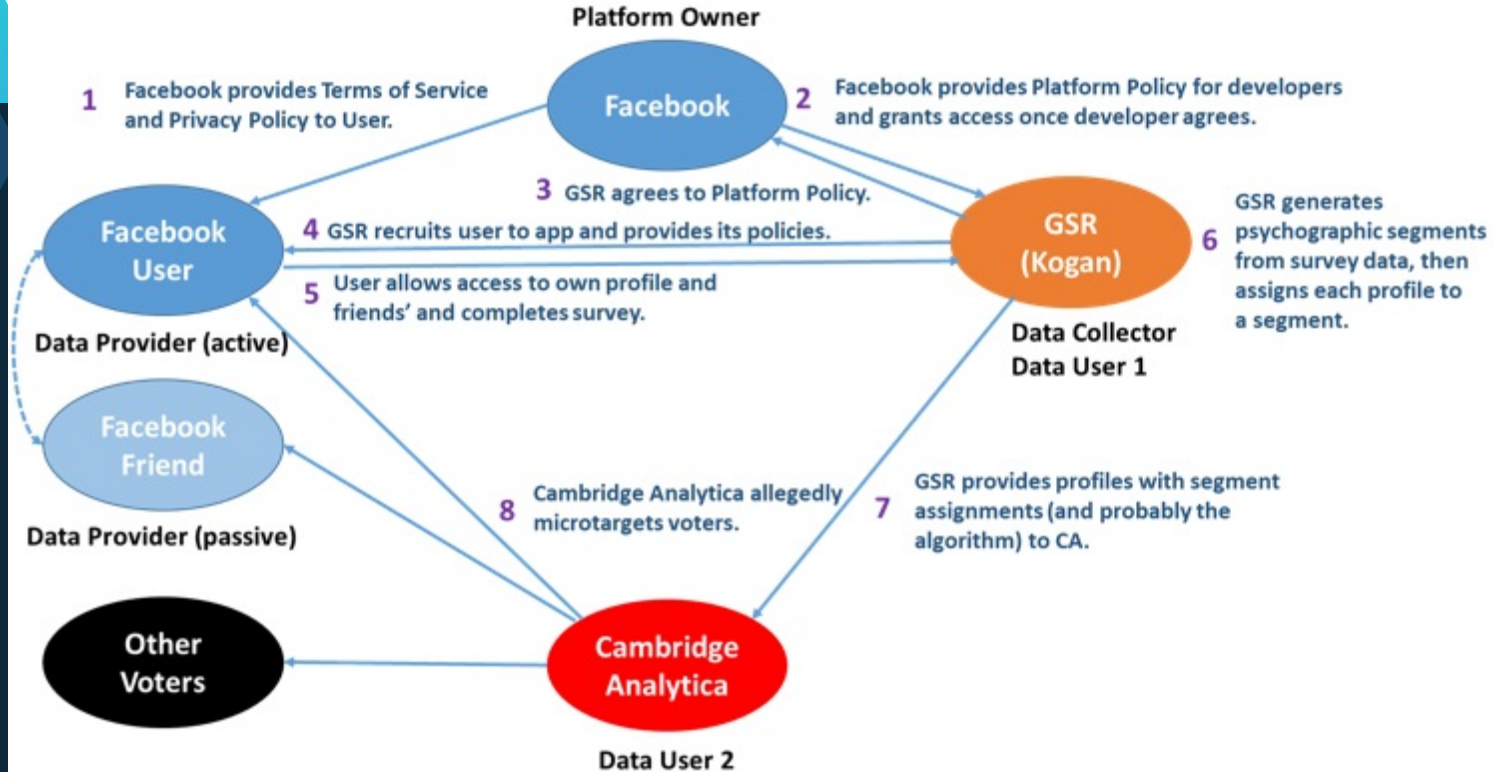 Platform Owner
Facebook
1
Facebook provides Terms of Service
and Privacy Policy to User.
2
Facebook provides Platform Policy for developers
and grants access once developer agrees.
3
GSR agrees to Platform Policy.
Facebook
User
Data Provider (active)
4
GSR recruits user to app and provides its policies.
5
User allows access to own profile and
friends' and completes survey.
GSR
(Kogan)
Data Collector
Data User 1
6
GSR generates
psychographic segments
from survey data, then
assigns each profile to
a segment.
Facebook
Friend
Data Provider (passive)
8
Cambridge Analytica allegedly
microtargets voters.
7
GSR provides profiles with segment
assignments (and probably the
algorithm) to CA.
Other
Voters
Cambridge
Analytica
Data User 2